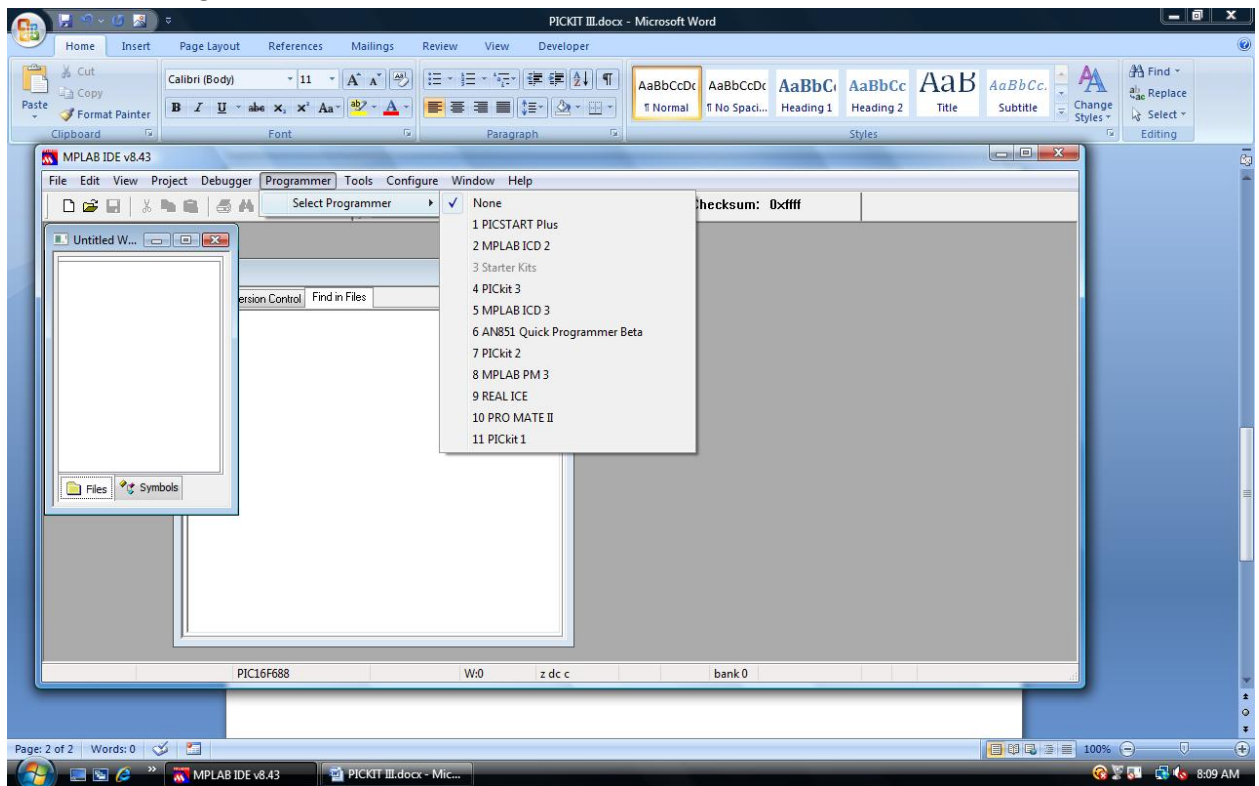 PICKIT III.docx - Microsoft Word
Home Insert Page Layout References Mailings Review View Developer
Cut
Copy
Format Painter
Paste
Clipboard
Calibri (Body) 11
Font
Paragraph
AaBbCcDc AaBbCcDc AaBbC AaBbCc AaB AaBbCc.
¶ Normal ¶ No Spaci... Heading 1 Heading 2 Title Subtitle
Change
Styles
Styles
Find
Replace
Select
Editing
MPLAB IDE v8.43
File Edit View Project Debugger Programmer Tools Configure Window Help
Select Programmer
Checksum: 0xffff
None
1 PICSTART Plus
2 MPLAB ICD 2
3 Starter Kits
4 PICkit 3
5 MPLAB ICD 3
6 AN851 Quick Programmer Beta
7 PICkit 2
8 MPLAB PM 3
9 REAL ICE
10 PRO MATE II
11 PICkit 1
Untitled W...
ersion Control Find in Files
Files Symbols
PIC16F688 W:0 z dc c bank 0
Page: 2 of 2 Words: 0 100%
MPLAB IDE v8.43 PICKIT III.docx - Mic... 8:09 AM